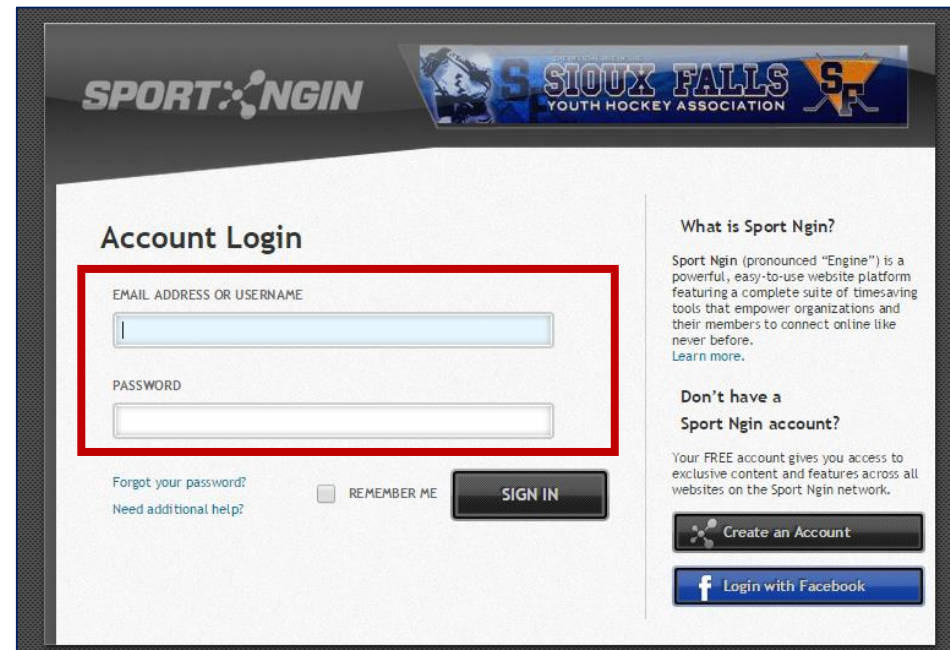 SPORT NGIN
SIOUX FALLS
YOUTH HOCKEY ASSOCIATION
S
SF
Account Login
EMAIL ADDRESS OR USERNAME
PASSWORD
Forgot your password?
Need additional help?
REMEMBER ME
SIGN IN
What is Sport Ngin?
Sport Ngin (pronounced “Engine”) is a
powerful, easy-to-use website platform
featuring a complete suite of timesaving
tools that empower organizations and
their members to connect online like
never before.
Learn more.
Don't have a
Sport Ngin account?
Your FREE account gives you access to
exclusive content and features across all
websites on the Sport Ngin network.
Create an Account
f Login with Facebook